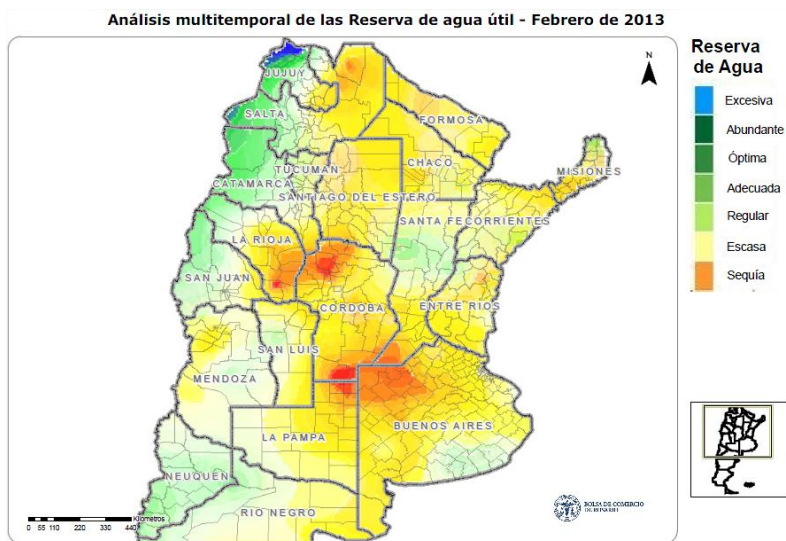 Análisis multitemporal de las Reserva de agua útil - Febrero de 2013
N
Reserva
de Agua
Excesiva
Abundante
Óptima
Adecuada
Regular
Escasa
Sequía
JUJUY
SALTA
FORMOSA
CHACO
MISIONES
TUCUMAN
CATAMARCA
SANTIAGO DEL ESTERO
SANTA FE
CORRIENTES
LA RIOJA
SAN JUAN
CORDOBA
ENTRE RIOS
SAN LUIS
MENDOZA
BUENOS AIRES
LA PAMPA
NEUQUEN
RIO NEGRO
BOLSA DE COMERCIO
DE ROSARIO
Kilometros
0 55 110 220 330 440